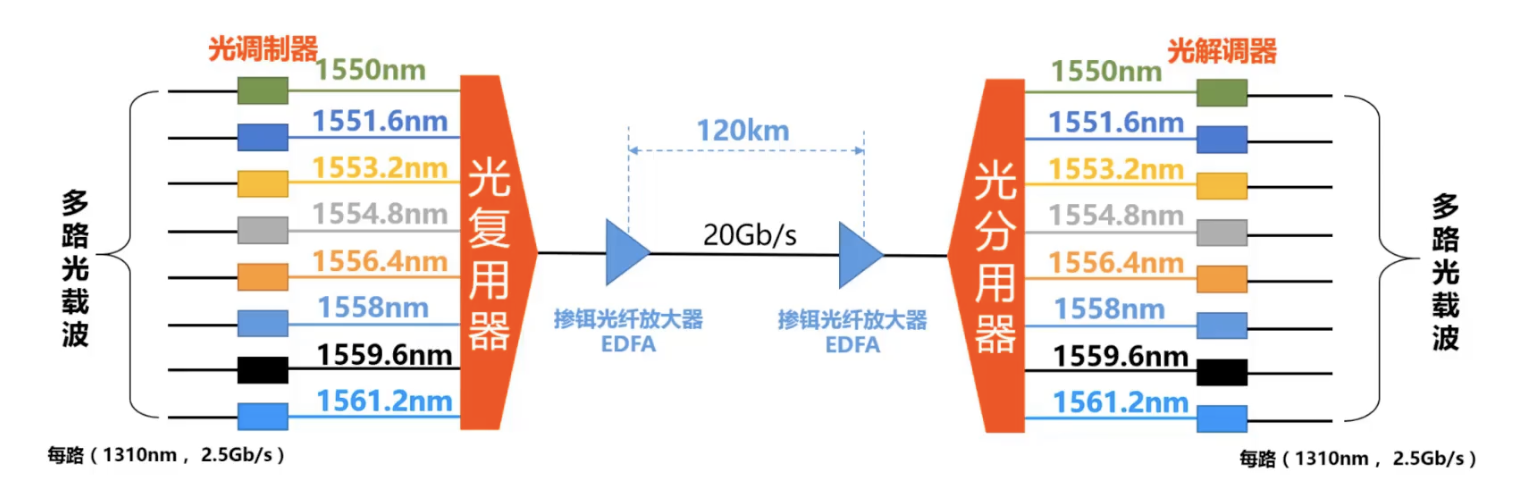 光调制器
1550nm
1551.6nm
1553.2nm
1554.8nm
1556.4nm
1558nm
1559.6nm
1561.2nm
多路光载波
每路（1310nm ，2.5Gb/s）
光复用器
120km
20Gb/s
掺铒光纤放大器
EDFA
掺铒光纤放大器
EDFA
光分用器
光解调器
1550nm
1551.6nm
1553.2nm
1554.8nm
1556.4nm
1558nm
1559.6nm
1561.2nm
多路光载波
每路（1310nm ，2.5Gb/s）